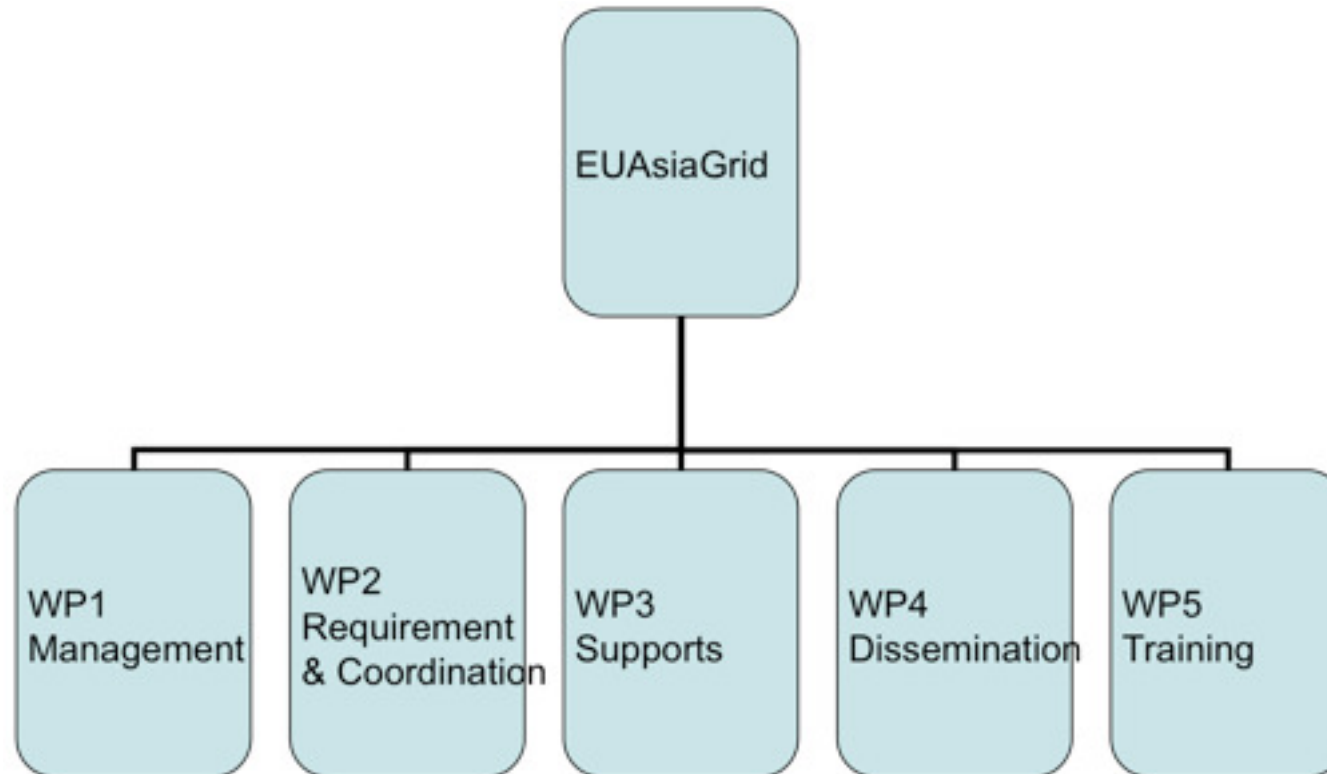 EUAsiaGrid
WP1
Management
WP2
Requirement
& Coordination
WP3
Supports
WP4
Dissemination
WP5
Training